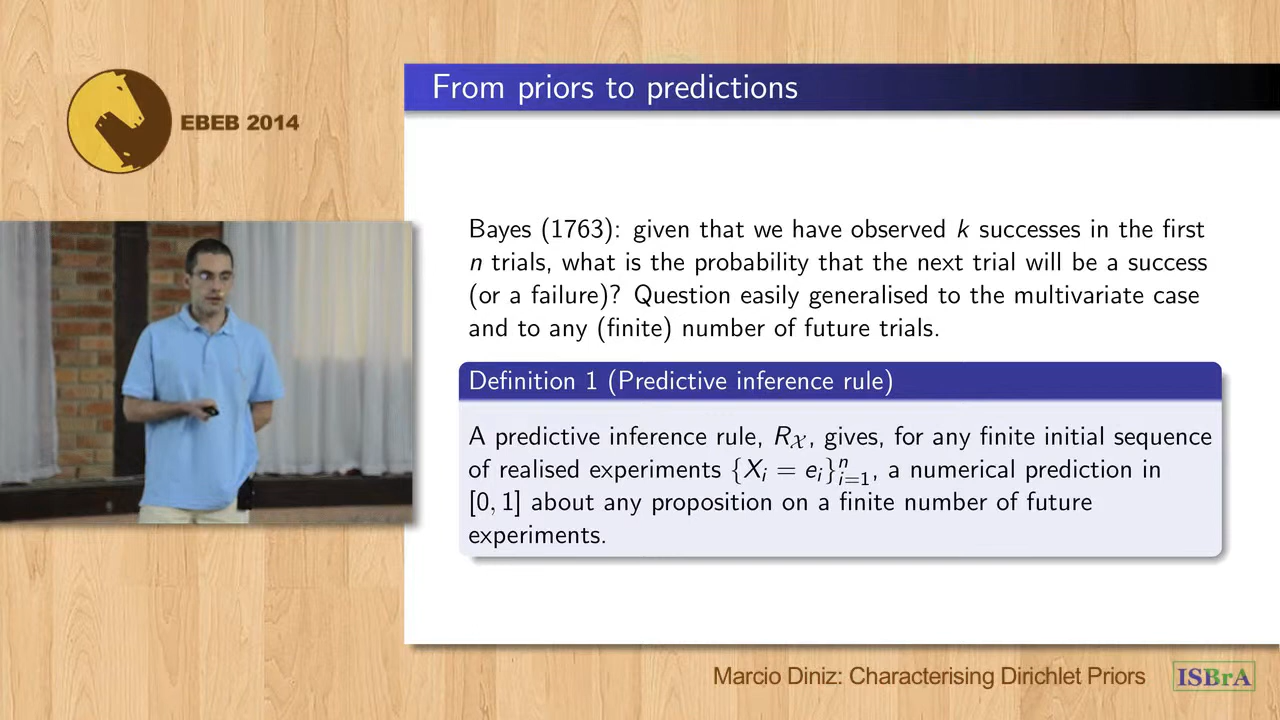 From priors to predictions
EBEB 2014
Bayes (1763): given that we have observed k successes in the first
n trials, what is the probability that the next trial will be a success
(or a failure)? Question easily generalised to the multivariate case
and to any (finite) number of future trials.
Definition 1 (Predictive inference rule)
A predictive inference rule, R_𝒳, gives, for any finite initial sequence
of realised experiments {X_i = e_i}_{i=1}^n, a numerical prediction in
[0, 1] about any proposition on a finite number of future
experiments.
Marcio Diniz: Characterising Dirichlet Priors
ISBrA